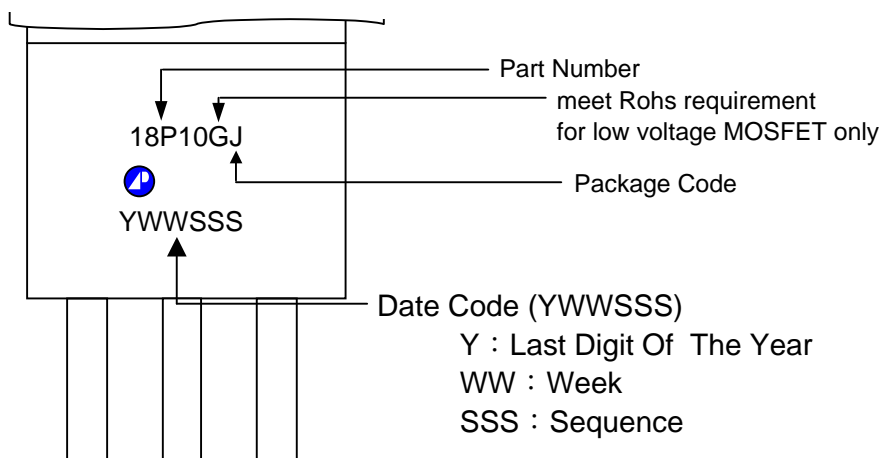 Part Number
meet Rohs requirement
for low voltage MOSFET only
18P10GJ
Package Code
YWWSSS
Date Code (YWWSSS)
Y：Last Digit Of The Year
WW：Week
SSS：Sequence